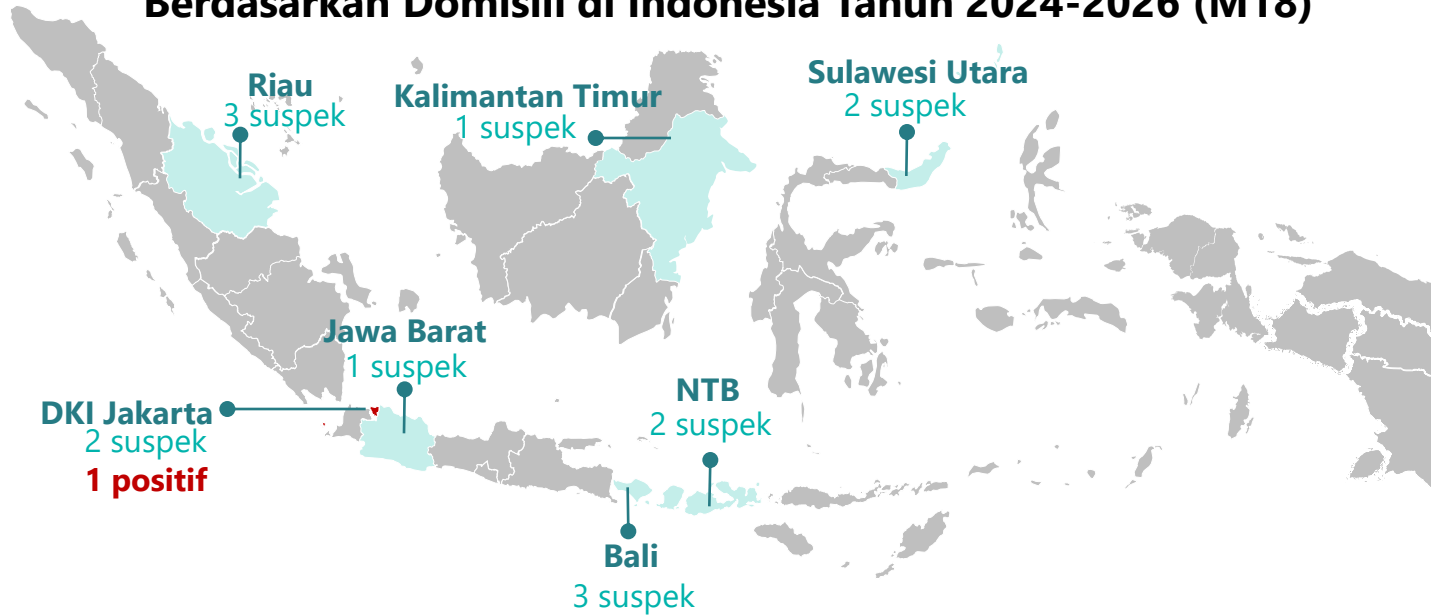 Berdasarkan Domisili di Indonesia Tahun 2024-2026 (M18)
Riau
3 suspek
Kalimantan Timur
1 suspek
Sulawesi Utara
2 suspek
Jawa Barat
1 suspek
DKI Jakarta
2 suspek
1 positif
NTB
2 suspek
Bali
3 suspek